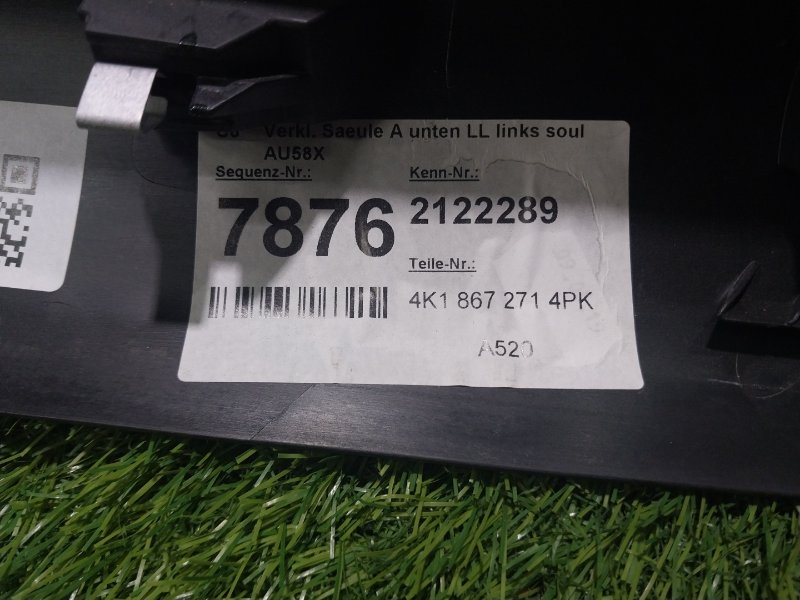 Verkl. Saeule A unten LL links soul
AU58X
Sequenz-Nr.: Kenn-Nr.:
7876 2122289
Teile-Nr.:
4K1 867 271 4PK
A520